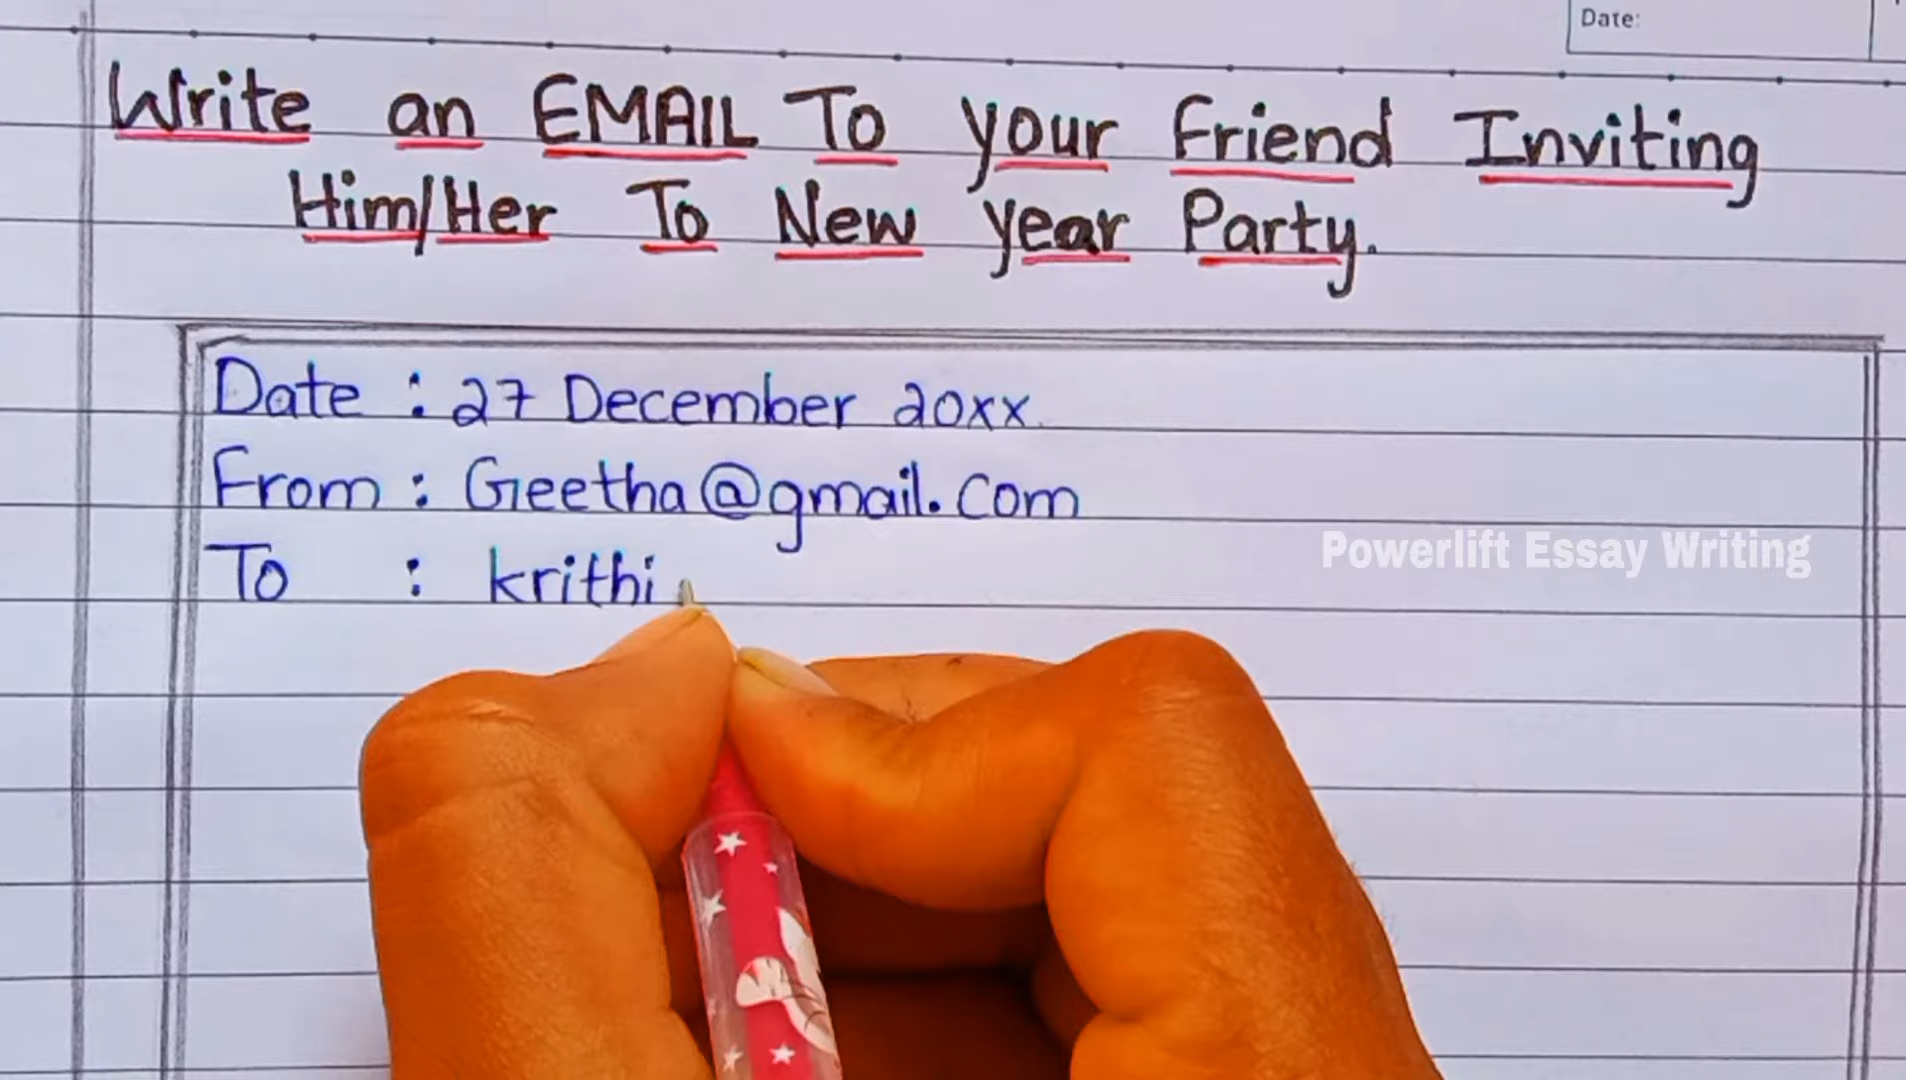 Date:
Write an EMAIL To your Friend Inviting
Him/Her To New year Party.
Date : 27 December 20xx
From : Geetha@gmail.com
To : krithi
Powerlift Essay Writing